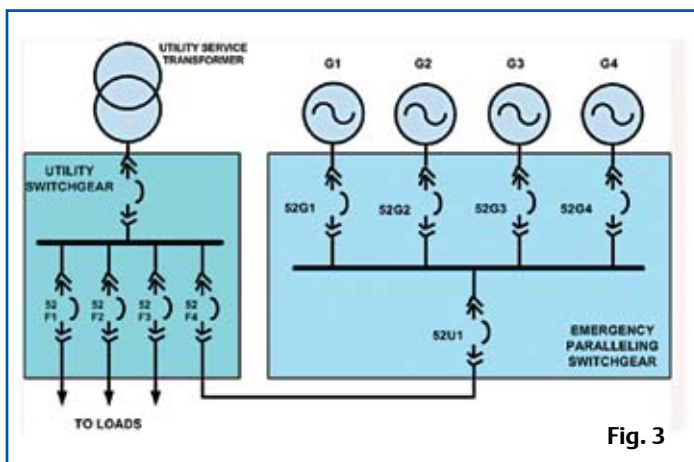 UTILITY SERVICE
TRANSFORMER
G1
G2
G3
G4
UTILITY
SWITCHGEAR
52G1
52G2
52G3
52G4
52
F1
52
F2
52
F3
52
F4
52U1
EMERGENCY
PARALLELING
SWITCHGEAR
TO LOADS
Fig. 3